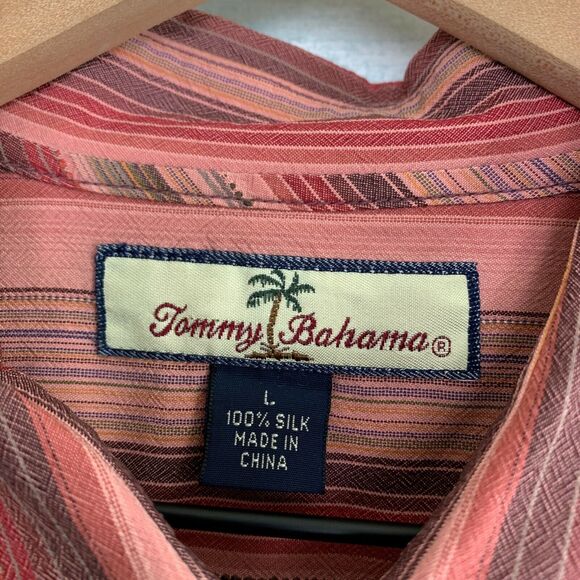 Tommy Bahama®
L
100% SILK
MADE IN
CHINA